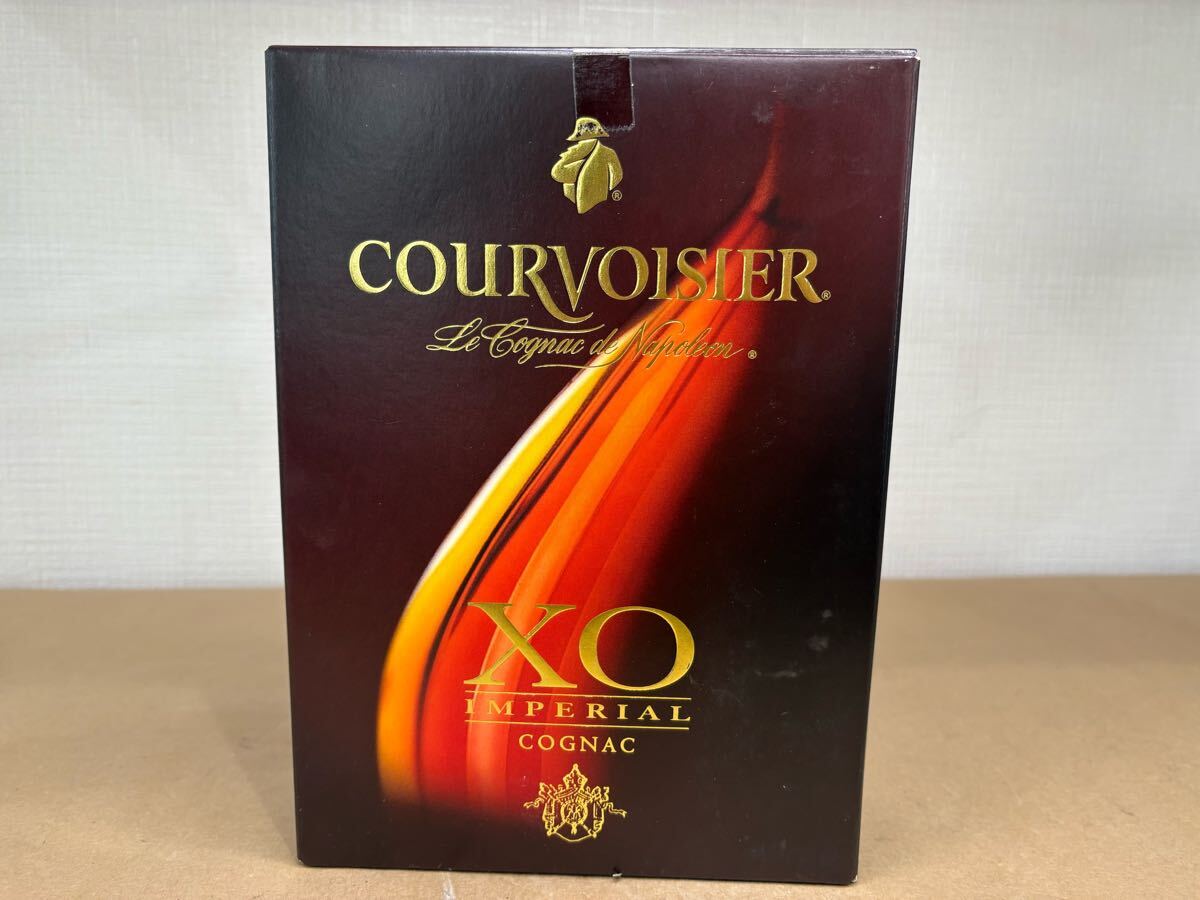 ®
COURVOISIER®
Le Cognac de Napoleon®
XO
IMPERIAL
COGNAC